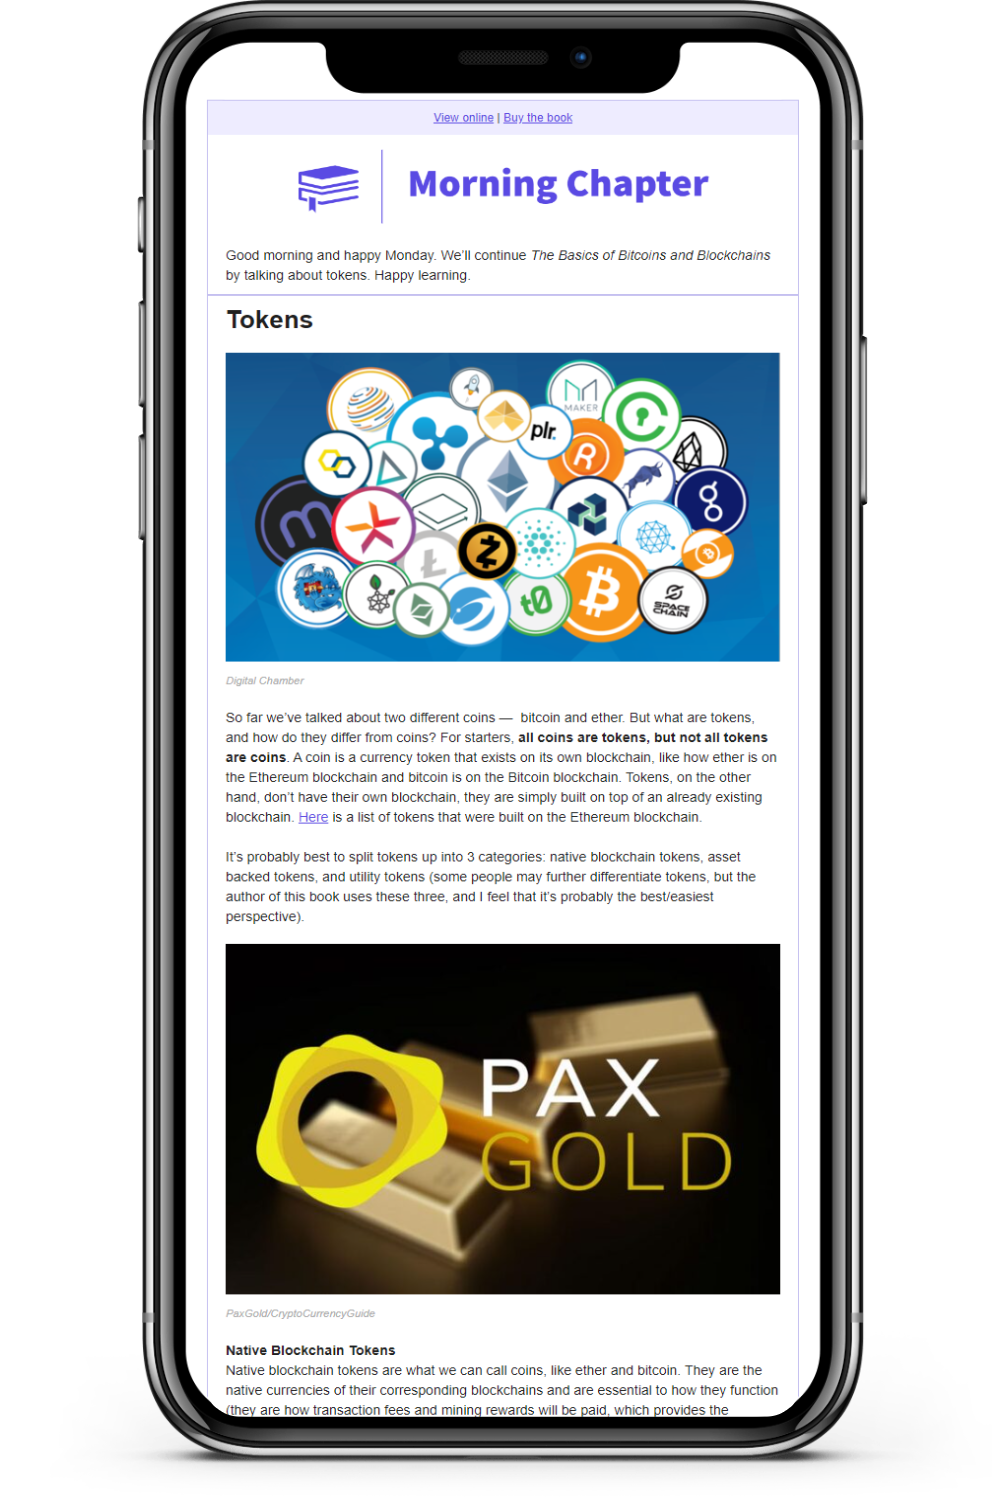 View online | Buy the book
Morning Chapter
Good morning and happy Monday. We'll continue The Basics of Bitcoins and Blockchains
by talking about tokens. Happy learning.
Tokens
MAKER
plr.
t0
SPACE
CHAIN
Digital Chamber
So far we've talked about two different coins — bitcoin and ether. But what are tokens,
and how do they differ from coins? For starters, all coins are tokens, but not all tokens
are coins. A coin is a currency token that exists on its own blockchain, like how ether is on
the Ethereum blockchain and bitcoin is on the Bitcoin blockchain. Tokens, on the other
hand, don't have their own blockchain, they are simply built on top of an already existing
blockchain. Here is a list of tokens that were built on the Ethereum blockchain.
It's probably best to split tokens up into 3 categories: native blockchain tokens, asset
backed tokens, and utility tokens (some people may further differentiate tokens, but the
author of this book uses these three, and I feel that it's probably the best/easiest
perspective).
PAX
GOLD
PaxGold/CryptoCurrencyGuide
Native Blockchain Tokens
Native blockchain tokens are what we can call coins, like ether and bitcoin. They are the
native currencies of their corresponding blockchains and are essential to how they function
(they are how transaction fees and mining rewards will be paid, which provides the